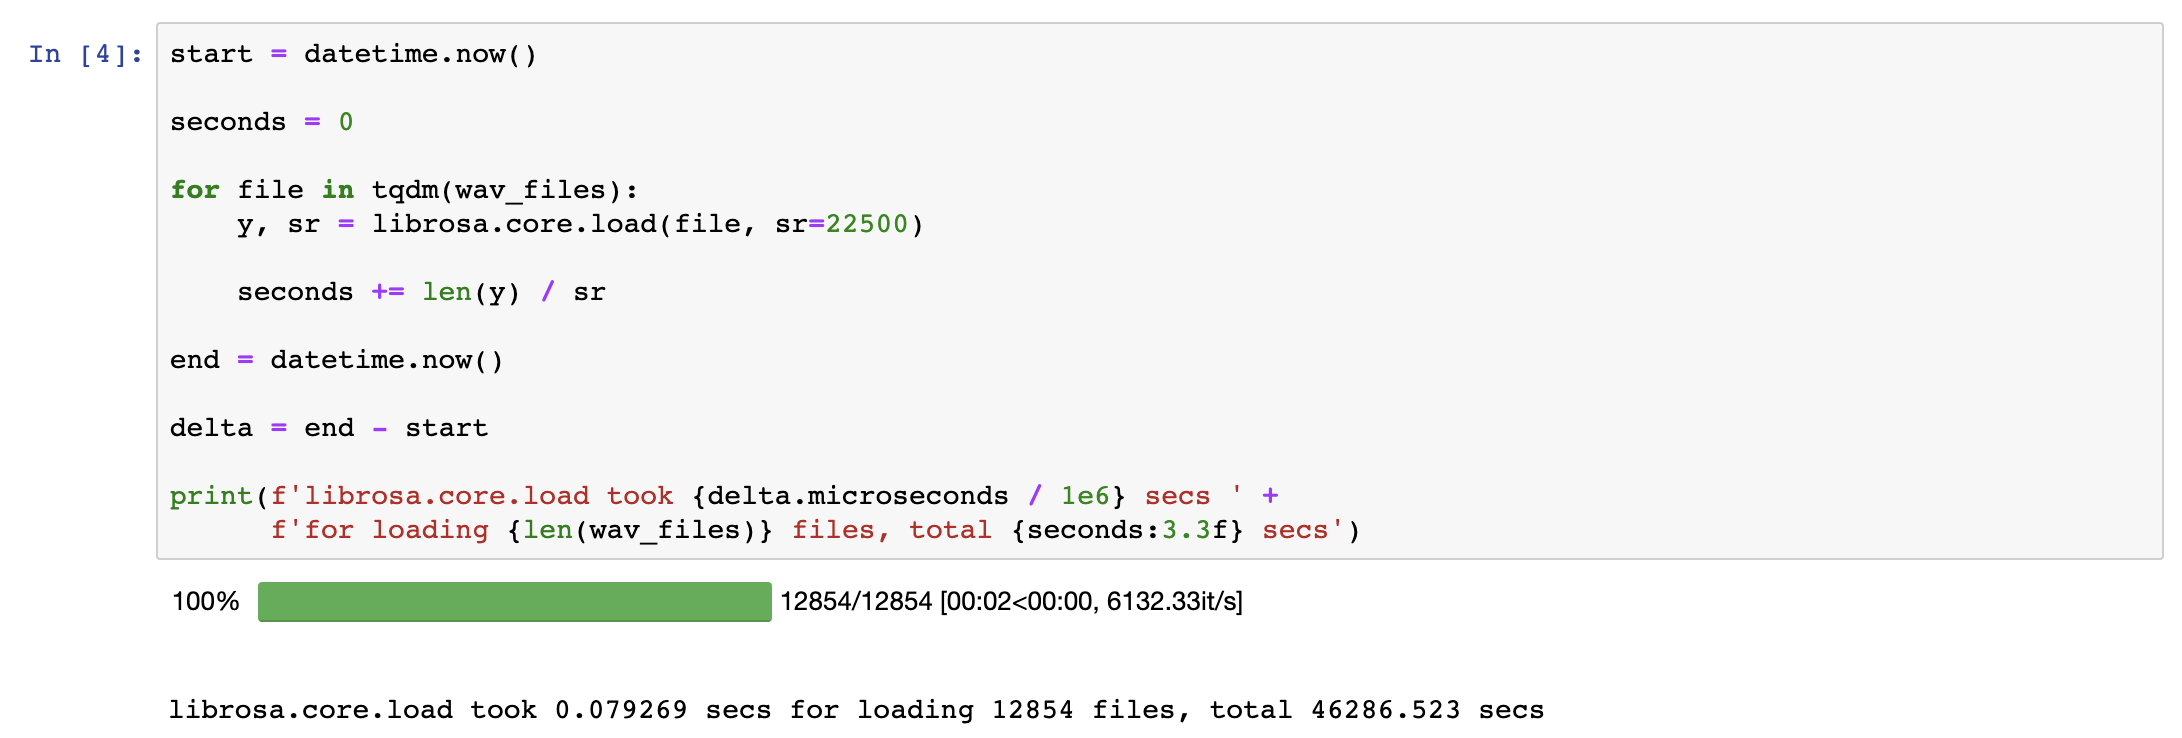 In [4]: start = datetime.now()
seconds = 0
for file in tqdm(wav_files):
    y, sr = librosa.core.load(file, sr=22500)
    seconds += len(y) / sr
end = datetime.now()
delta = end - start
print(f'librosa.core.load took {delta.microseconds / 1e6} secs ' +
      f'for loading {len(wav_files)} files, total {seconds:3.3f} secs')
100% 12854/12854 [00:02<00:00, 6132.33it/s]
librosa.core.load took 0.079269 secs for loading 12854 files, total 46286.523 secs